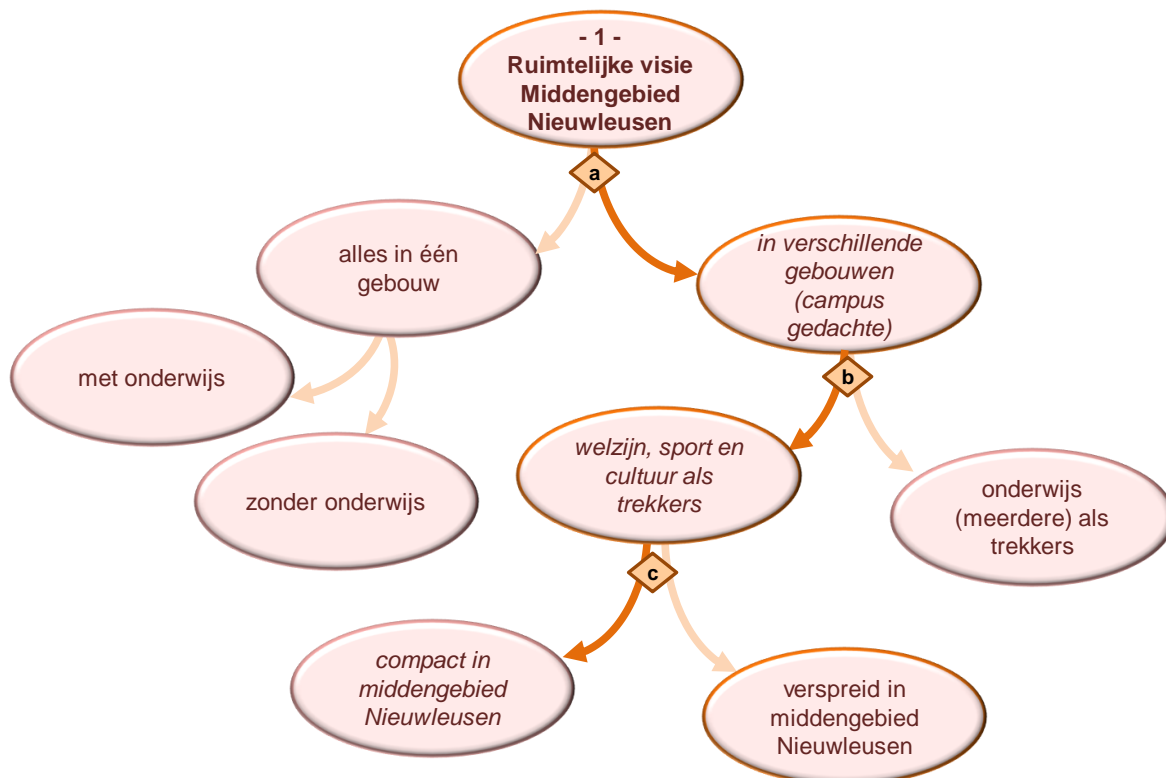 - 1 -
Ruimtelijke visie
Middengebied
Nieuwleusen
a
alles in één
gebouw
in verschillende
gebouwen
(campus
gedachte)
met onderwijs
b
zonder onderwijs
welzijn, sport en
cultuur als
trekkers
onderwijs
(meerdere) als
trekkers
c
compact in
middengebied
Nieuwleusen
verspreid in
middengebied
Nieuwleusen